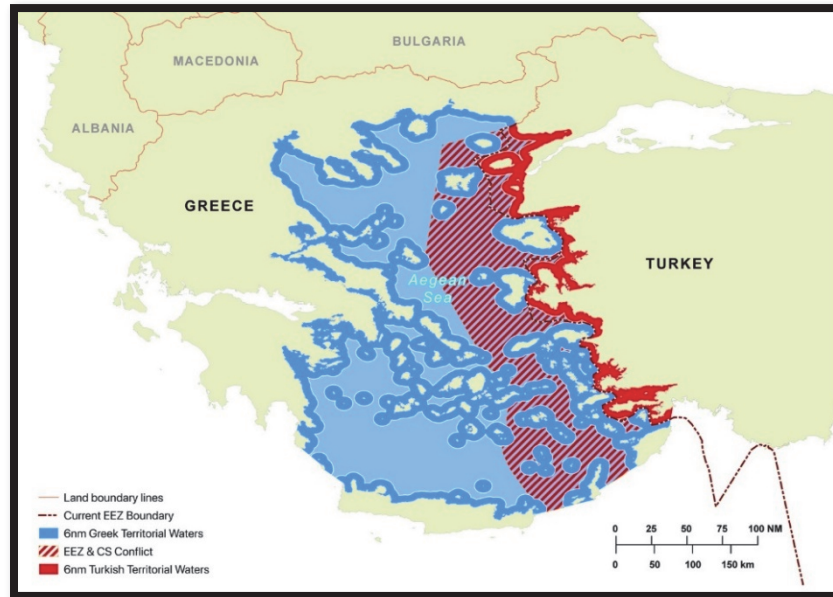 BULGARIA
MACEDONIA
ALBANIA
GREECE
Aegean
Sea
TURKEY
Land boundary lines
Current EEZ Boundary
6nm Greek Territorial Waters
EEZ & CS Conflict
6nm Turkish Territorial Waters
0 25 50 75 100 NM
0 50 100 150 km